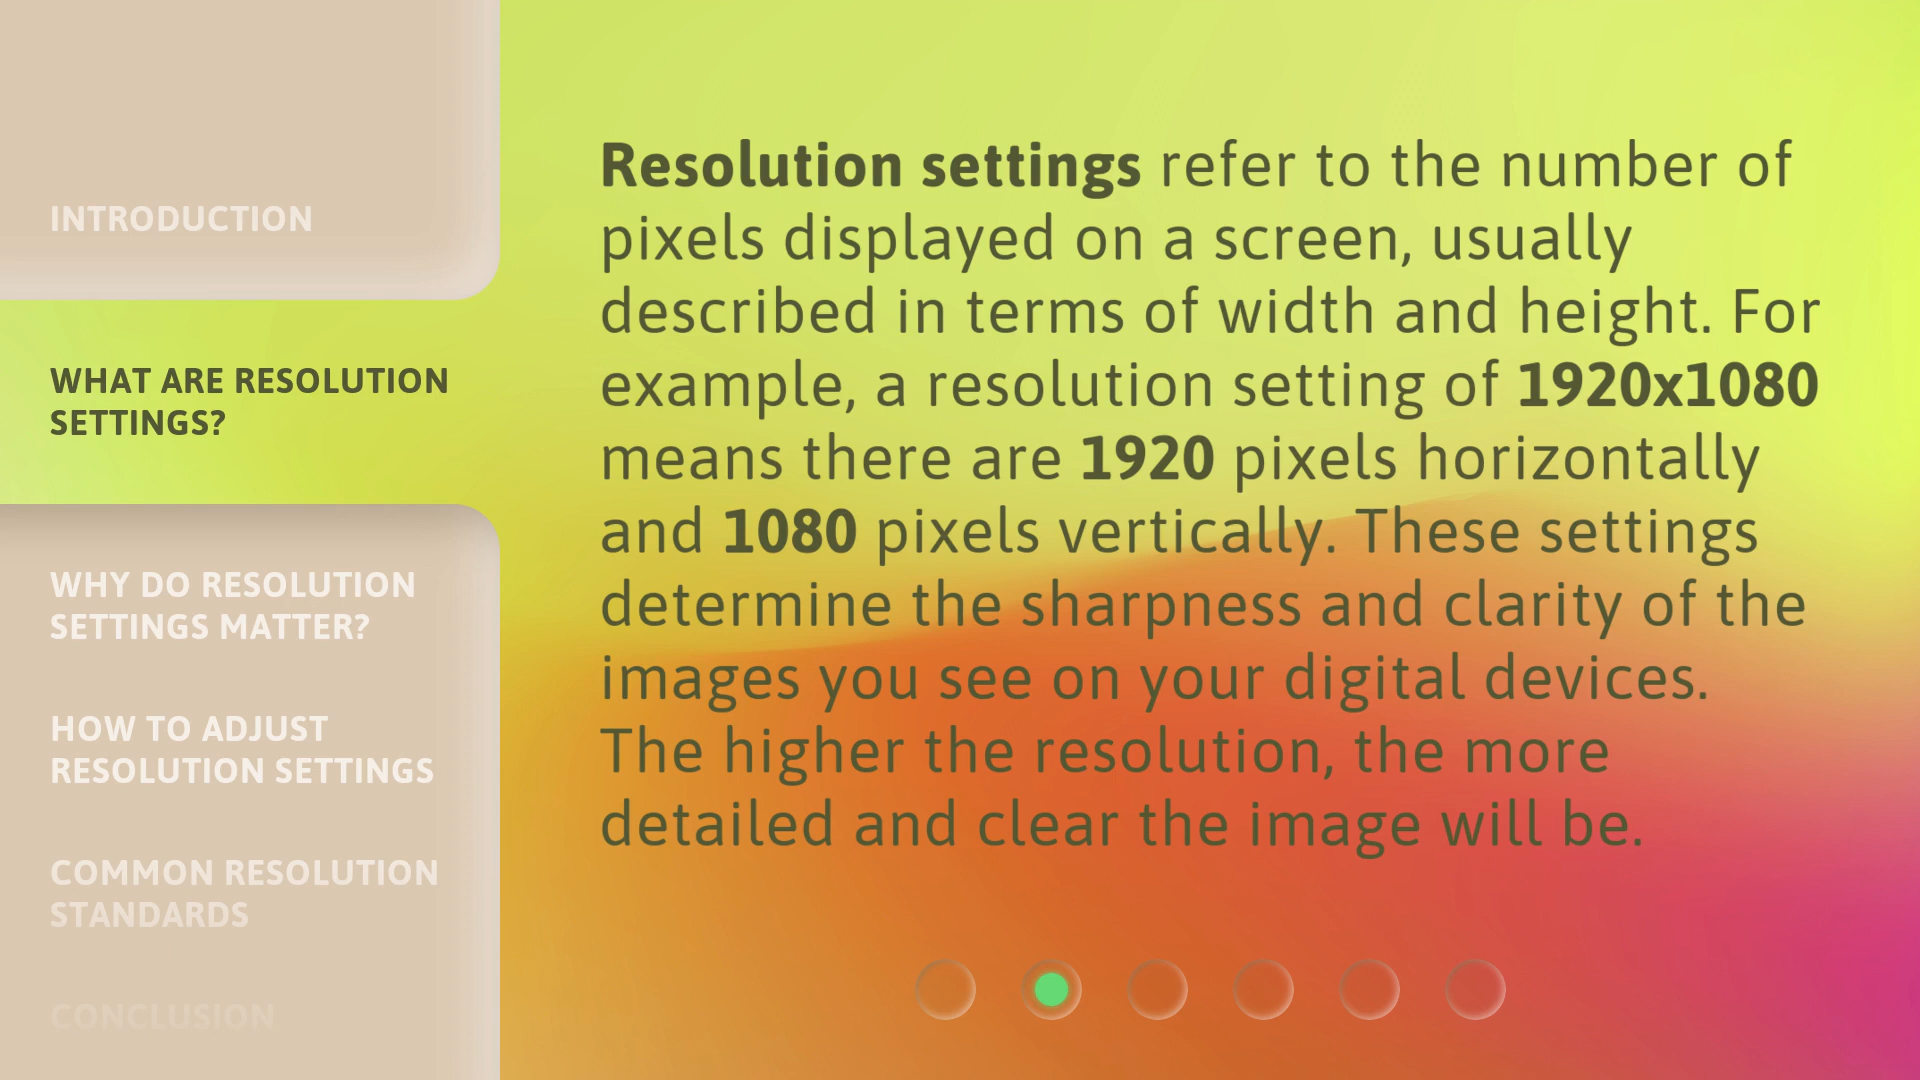 INTRODUCTION
WHAT ARE RESOLUTION
SETTINGS?
WHY DO RESOLUTION
SETTINGS MATTER?
HOW TO ADJUST
RESOLUTION SETTINGS
COMMON RESOLUTION
STANDARDS
CONCLUSION
Resolution settings refer to the number of
pixels displayed on a screen, usually
described in terms of width and height. For
example, a resolution setting of 1920x1080
means there are 1920 pixels horizontally
and 1080 pixels vertically. These settings
determine the sharpness and clarity of the
images you see on your digital devices.
The higher the resolution, the more
detailed and clear the image will be.